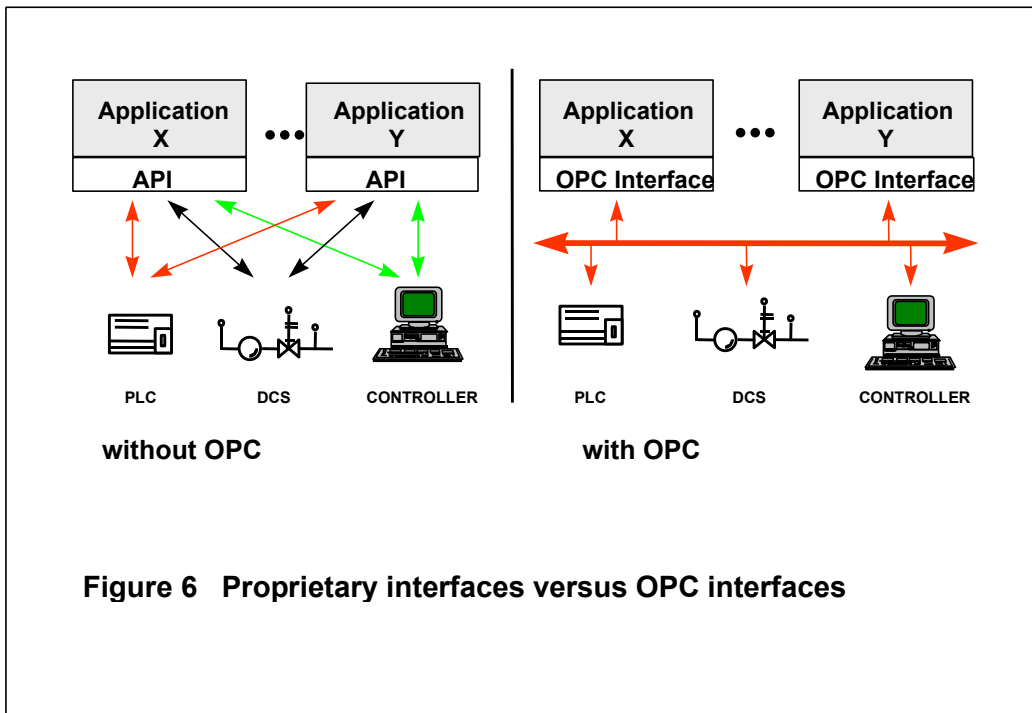 Application
X
API
Application
Y
API
PLC
DCS
CONTROLLER
without OPC
Application
X
OPC Interface
Application
Y
OPC Interface
PLC
DCS
CONTROLLER
with OPC
Figure 6 Proprietary interfaces versus OPC interfaces